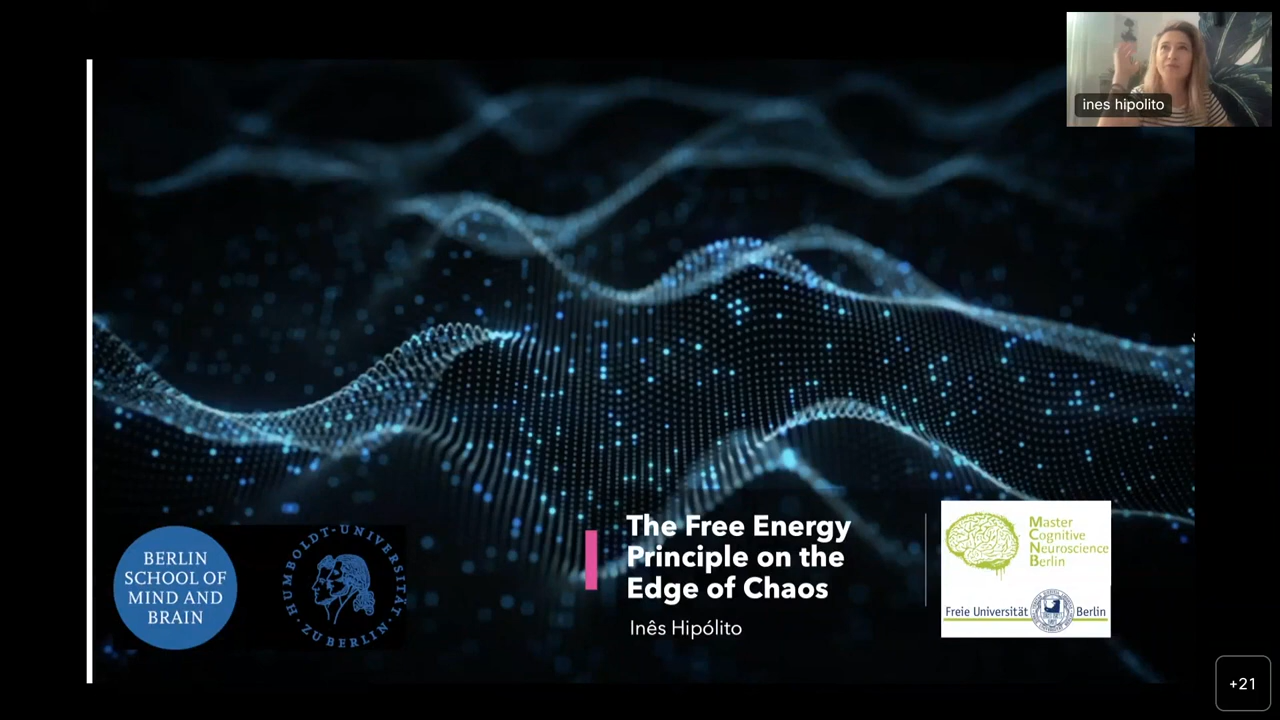 ines hipolito
The Free Energy
Principle on the
Edge of Chaos
Inês Hipólito
BERLIN
SCHOOL OF
MIND AND
BRAIN
HUMBOLDT-UNIVERSITÄT
ZU BERLIN
Master
Cognitive
Neuroscience
Berlin
Freie Universität Berlin
+21